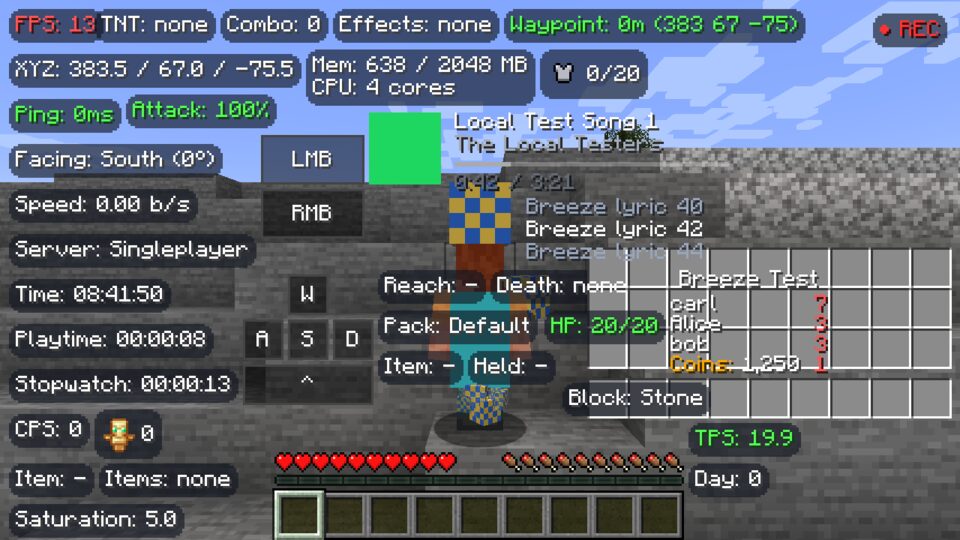 FPS: 13 TNT: none Combo: 0 Effects: none Waypoint: 0m (383 67 -75) REC
XYZ: 383.5 / 67.0 / -75.5
Mem: 638 / 2048 MB
CPU: 4 cores
0/20
Ping: 0ms Attack: 100%
Local Test Song 1
The Local Testers
0:42 / 3:21
Facing: South (0°)
LMB
Speed: 0.00 b/s
RMB
Breeze lyric 40
Breeze lyric 42
Breeze lyric 44
Server: Singleplayer
Time: 08:41:50
W
Reach: - Death: none
Breeze Test
carl 7
Alice 3
bob 3
Coins: 1,250 1
Playtime: 00:00:08
A S D
Pack: Default HP: 20/20
Stopwatch: 00:00:13
^
Item: - Held: -
Block: Stone
CPS: 0
0
TPS: 19.9
Item: - Items: none
Day: 0
Saturation: 5.0